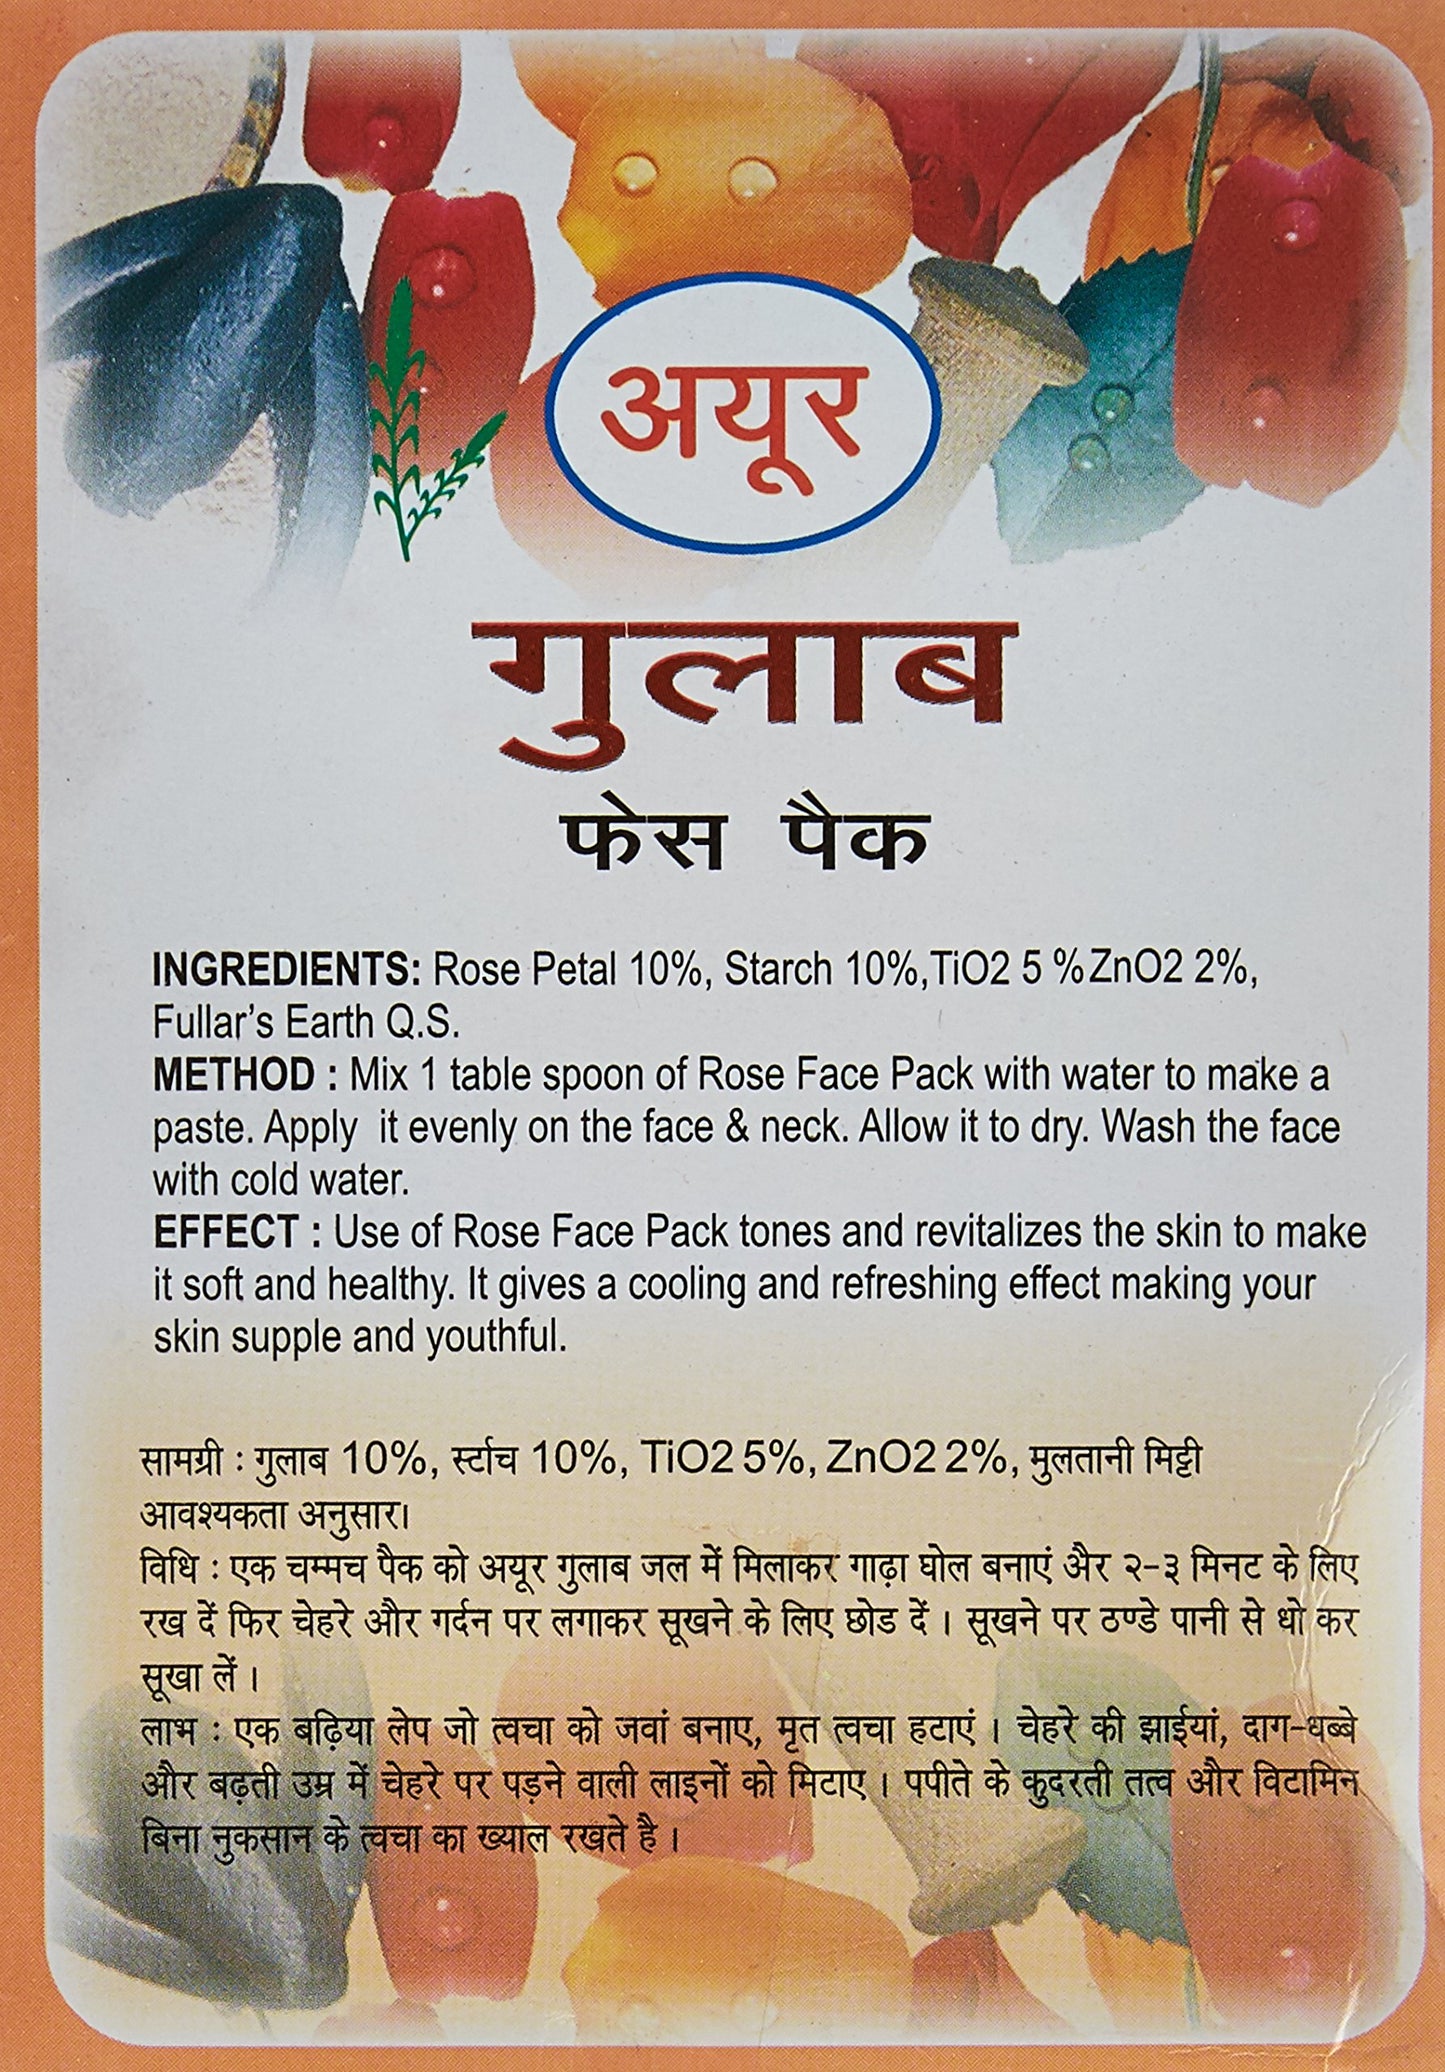 अयूर
गुलाब
फेस पैक
INGREDIENTS: Rose Petal 10%, Starch 10%,TiO2 5 %ZnO2 2%,
Fullar's Earth Q.S.
METHOD : Mix 1 table spoon of Rose Face Pack with water to make a
paste. Apply it evenly on the face & neck. Allow it to dry. Wash the face
with cold water.
EFFECT : Use of Rose Face Pack tones and revitalizes the skin to make
it soft and healthy. It gives a cooling and refreshing effect making your
skin supple and youthful.
सामग्री : गुलाब 10%, र्स्टाच 10%, TiO2 5%, ZnO2 2%, मुलतानी मिट्टी
आवश्यकता अनुसार।
विधि : एक चम्मच पैक को अयूर गुलाब जल में मिलाकर गाढ़ा घोल बनाएं और २-३ मिनट के लिए
रख दें फिर चेहरे और गर्दन पर लगाकर सूखने के लिए छोड दें । सूखने पर ठण्डे पानी से धो कर
सूखा लें ।
लाभ : एक बढ़िया लेप जो त्वचा को जवां बनाए, मृत त्वचा हटाएं । चेहरे की झाईयां, दाग-धब्बे
और बढ़ती उम्र में चेहरे पर पड़ने वाली लाइनों को मिटाए । पपीते के कुदरती तत्व और विटामिन
बिना नुकसान के त्वचा का ख्याल रखते है ।